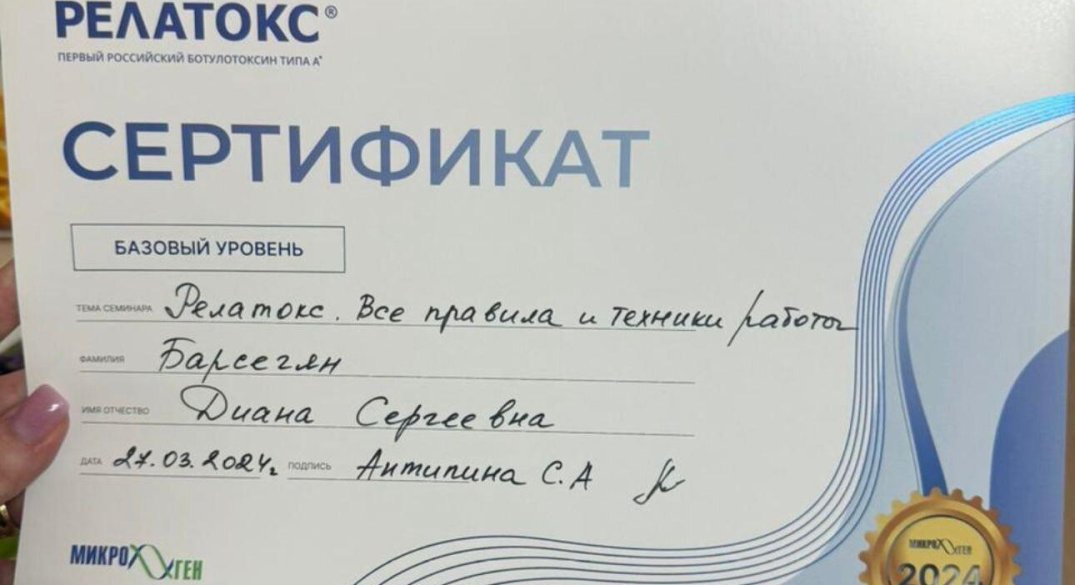 РЕЛАТОКС®
ПЕРВЫЙ РОССИЙСКИЙ БОТУЛОТОКСИН ТИПА А*
СЕРТИФИКАТ
БАЗОВЫЙ УРОВЕНЬ
ТЕМА СЕМИНАРА Релатокс. Все правила и техники работы
ФАМИЛИЯ Барсегян
ИМЯ ОТЧЕСТВО Диана Сергеевна
ДАТА 27.03.2024г. ПОДПИСЬ Антипина С.А
МИКРОГЕН
МИКРОГЕН
2024